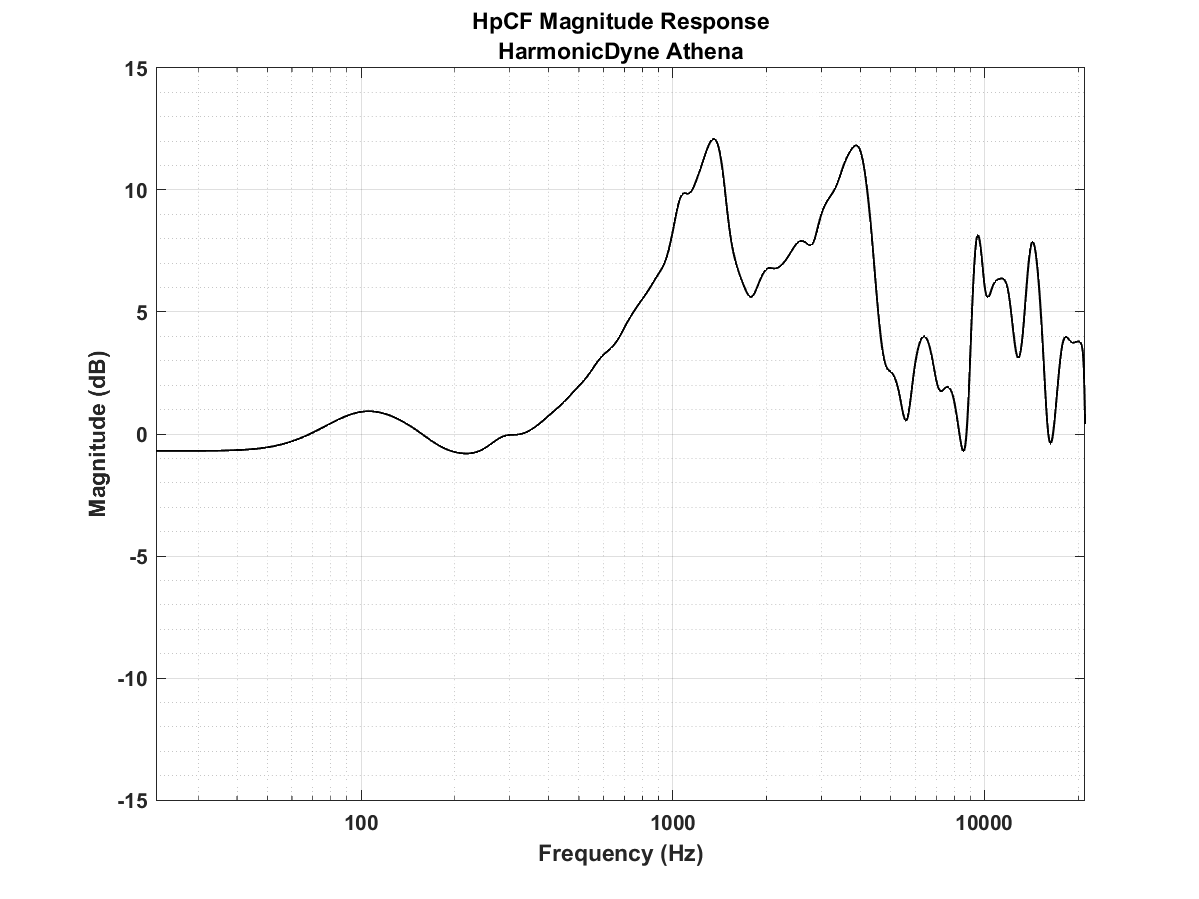 HpCF Magnitude Response
HarmonicDyne Athena
15
10
5
0
-5
-10
-15
Magnitude (dB)
100
1000
10000
Frequency (Hz)